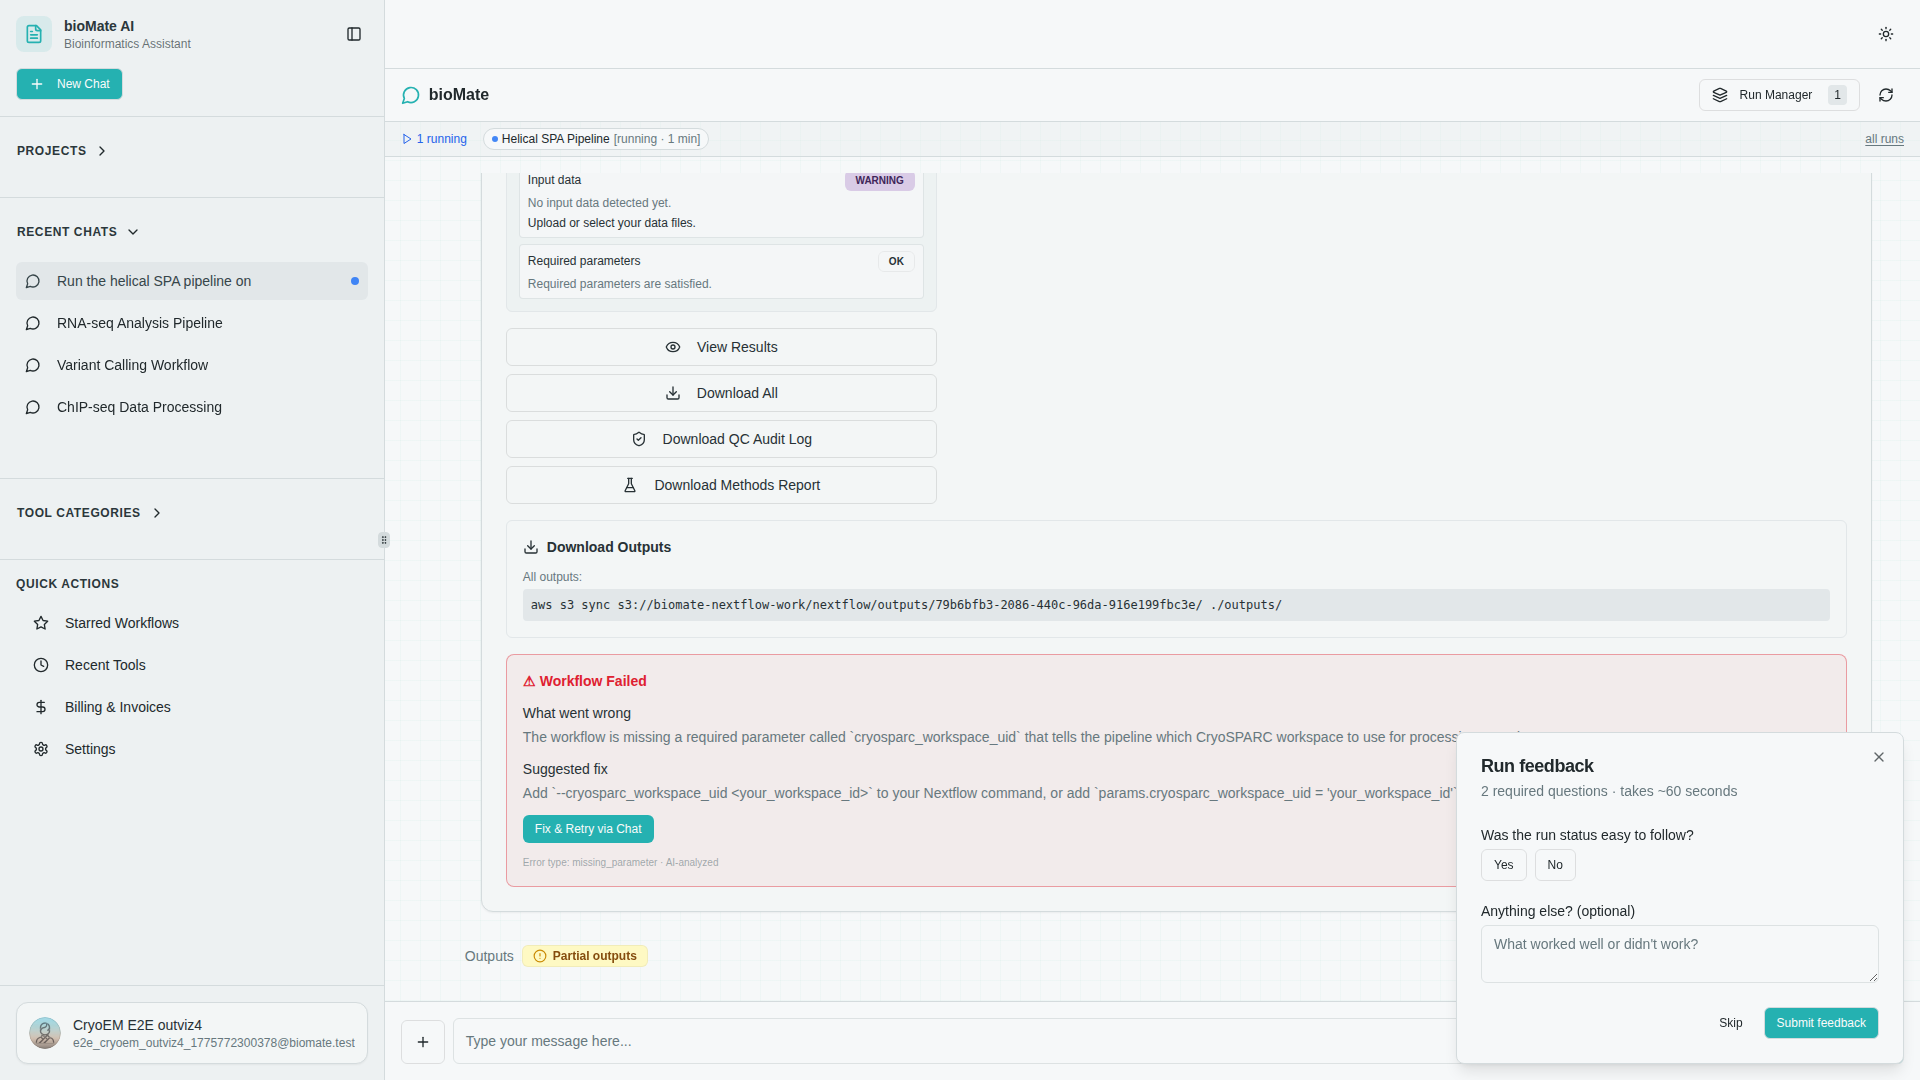 bioMate AI
Bioinformatics Assistant
New Chat
PROJECTS
RECENT CHATS
Run the helical SPA pipeline on
RNA-seq Analysis Pipeline
Variant Calling Workflow
ChIP-seq Data Processing
TOOL CATEGORIES
QUICK ACTIONS
Starred Workflows
Recent Tools
Billing & Invoices
Settings
CryoEM E2E outviz4
e2e_cryoem_outviz4_1775772300378@biomate.test
bioMate
Run Manager 1
1 running
Helical SPA Pipeline [running · 1 min]
all runs
Input data
WARNING
No input data detected yet.
Upload or select your data files.
Required parameters
OK
Required parameters are satisfied.
View Results
Download All
Download QC Audit Log
Download Methods Report
Download Outputs
All outputs:
aws s3 sync s3://biomate-nextflow-work/nextflow/outputs/79b6bfb3-2086-440c-96da-916e199fbc3e/ ./outputs/
⚠ Workflow Failed
What went wrong
The workflow is missing a required parameter called `cryosparc_workspace_uid` that tells the pipeline which CryoSPARC workspace to use for
Suggested fix
Add `--cryosparc_workspace_uid <your_workspace_id>` to your Nextflow command, or add `params.cryosparc_workspace_uid = 'your_workspace_id'`
Fix & Retry via Chat
Error type: missing_parameter · AI-analyzed
Outputs
Partial outputs
Type your message here...
Run feedback
2 required questions · takes ~60 seconds
Was the run status easy to follow?
Yes
No
Anything else? (optional)
What worked well or didn't work?
Skip
Submit feedback